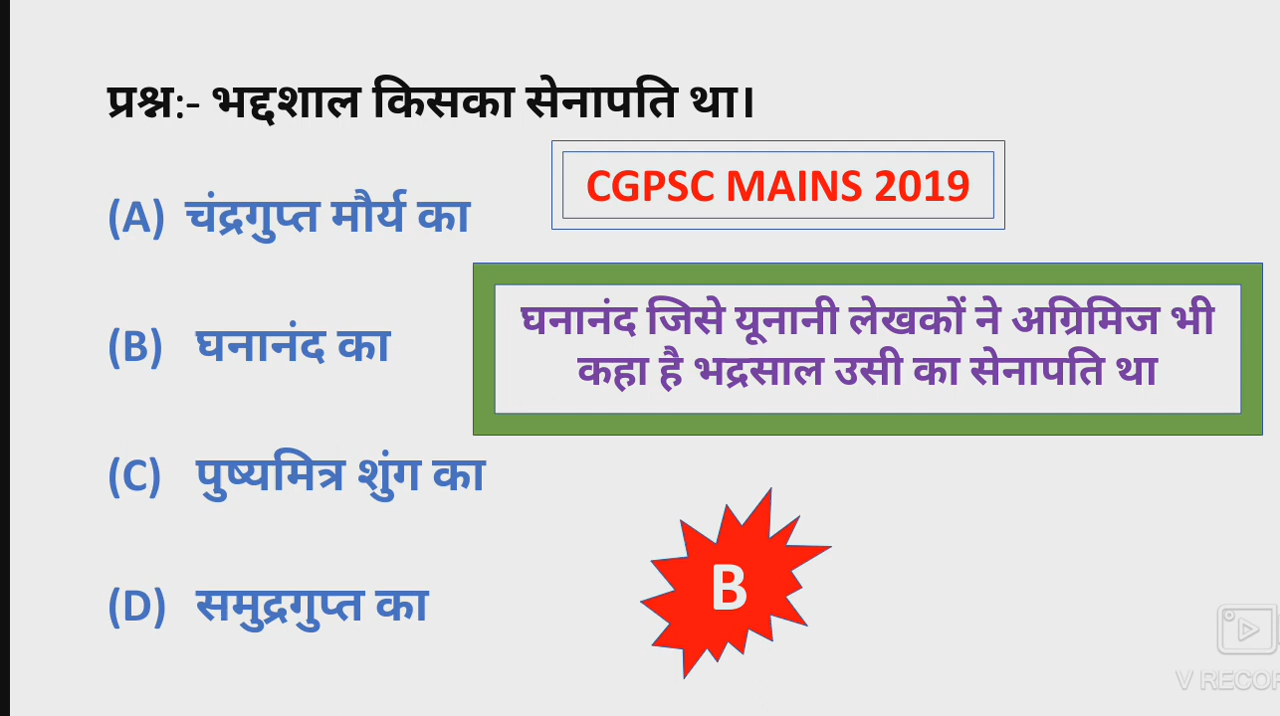 प्रश्न:- भद्दशाल किसका सेनापति था।
CGPSC MAINS 2019
(A) चंद्रगुप्त मौर्य का
(B) घनानंद का
घनानंद जिसे यूनानी लेखकों ने अग्रिमिज भी
कहा है भद्रसाल उसी का सेनापति था
(C) पुष्यमित्र शुंग का
(D) समुद्रगुप्त का
B
V RECOR